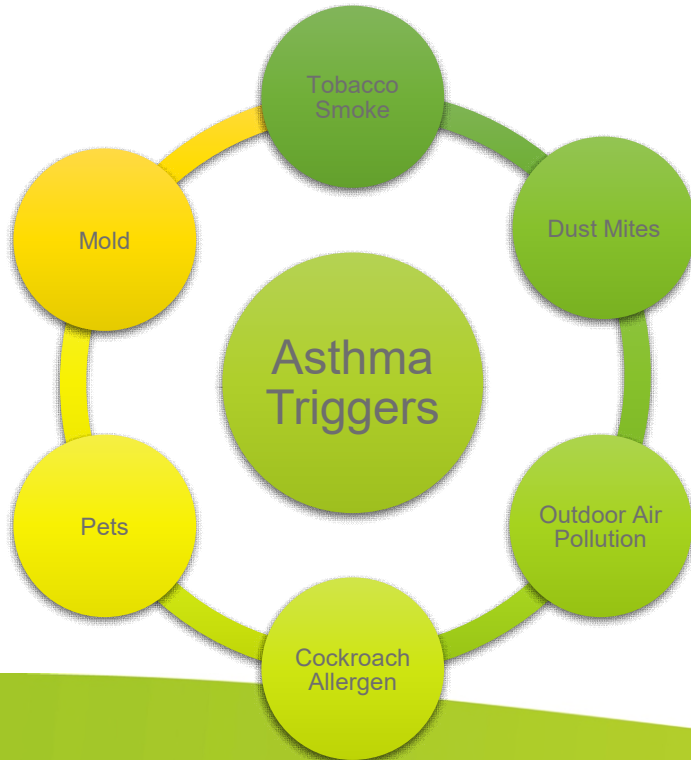 Tobacco
Smoke
Mold
Dust Mites
Asthma
Triggers
Pets
Outdoor Air
Pollution
Cockroach
Allergen